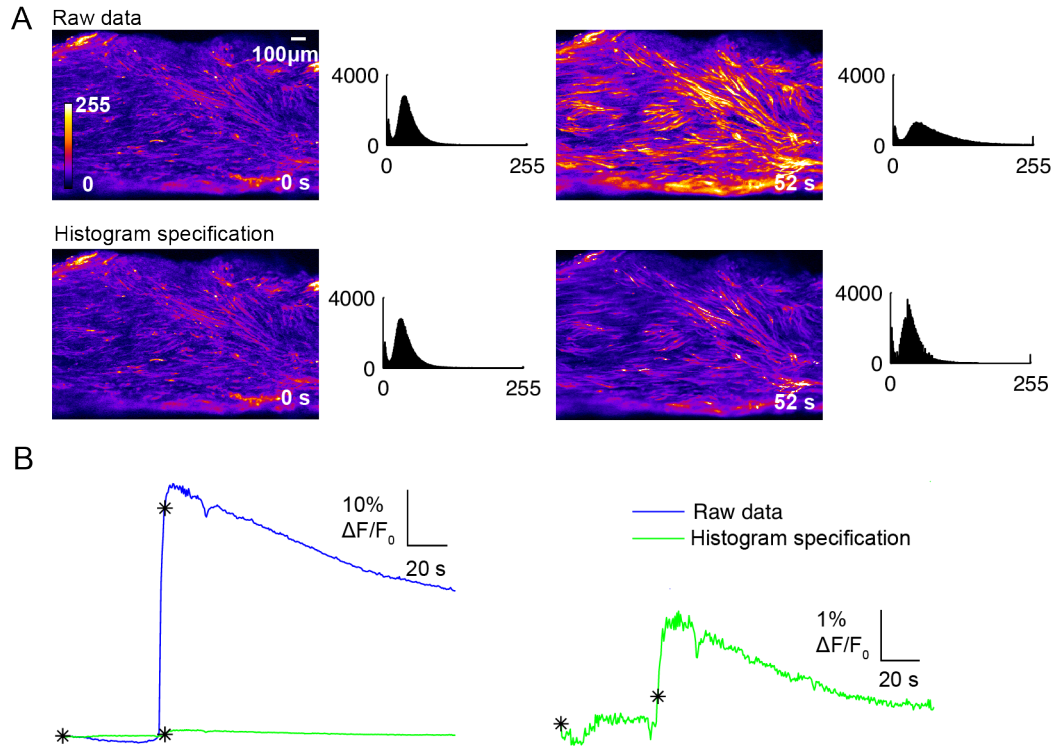 A
Raw data
100µm
255
0
0 s
4000
0
0
255
52 s
4000
0
0
255
Histogram specification
0 s
4000
0
0
255
52 s
4000
0
0
255
B
10%
ΔF/F₀
20 s
Raw data
Histogram specification
1%
ΔF/F₀
20 s